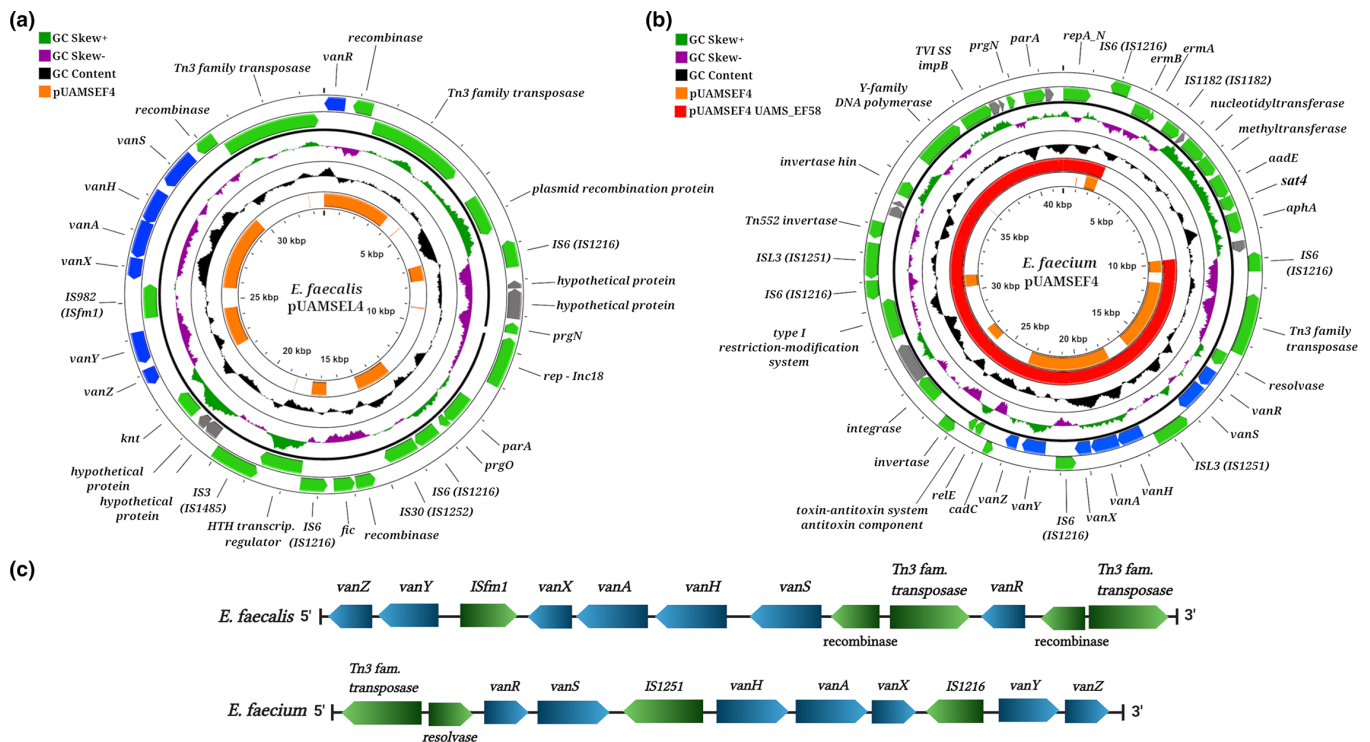 (a)
GC Skew+
GC Skew-
GC Content
pUAMSEF4
recombinase
vanR
Tn3 family transposase
Tn3 family transposase
recombinase
vanS
vanH
vanA
vanX
IS982
(ISfm1)
vanY
vanZ
knt
hypothetical
protein
hypothetical
protein
IS3
(IS1485)
HTH transcrip.
regulator
IS6
(IS1216)
fic
recombinase
IS30 (IS1252)
IS6 (IS1216)
prgO
parA
rep - Inc18
prgN
hypothetical protein
hypothetical protein
IS6 (IS1216)
plasmid recombination protein
30 kbp
5 kbp
25 kbp
10 kbp
20 kbp
15 kbp
E. faecalis
pUAMSEL4
(b)
GC Skew+
GC Skew-
GC Content
pUAMSEF4
pUAMSEF4 UAMS_EF58
TVI SS
impB
prgN
parA
repA_N
IS6 (IS1216)
ermB
ermA
IS1182 (IS1182)
nucleotidyltransferase
methyltransferase
aadE
sat4
aphA
IS6
(IS1216)
Tn3 family
transposase
resolvase
vanR
vanS
ISL3 (IS1251)
vanH
vanA
vanX
IS6
(IS1216)
vanY
vanZ
cadC
relE
toxin-antitoxin system
antitoxin component
invertase
integrase
type I
restriction-modification
system
IS6 (IS1216)
ISL3 (IS1251)
Tn552 invertase
invertase hin
Y-family
DNA polymerase
40 kbp
5 kbp
35 kbp
10 kbp
30 kbp
15 kbp
25 kbp
20 kbp
E. faecium
pUAMSEF4
(c)
vanZ vanY ISfm1 vanX vanA vanH vanS Tn3 fam.
transposase vanR Tn3 fam.
transposase
E. faecalis 5' 3'
recombinase recombinase
Tn3 fam.
transposase vanR vanS IS1251 vanH vanA vanX IS1216 vanY vanZ
E. faecium 5' 3'
resolvase